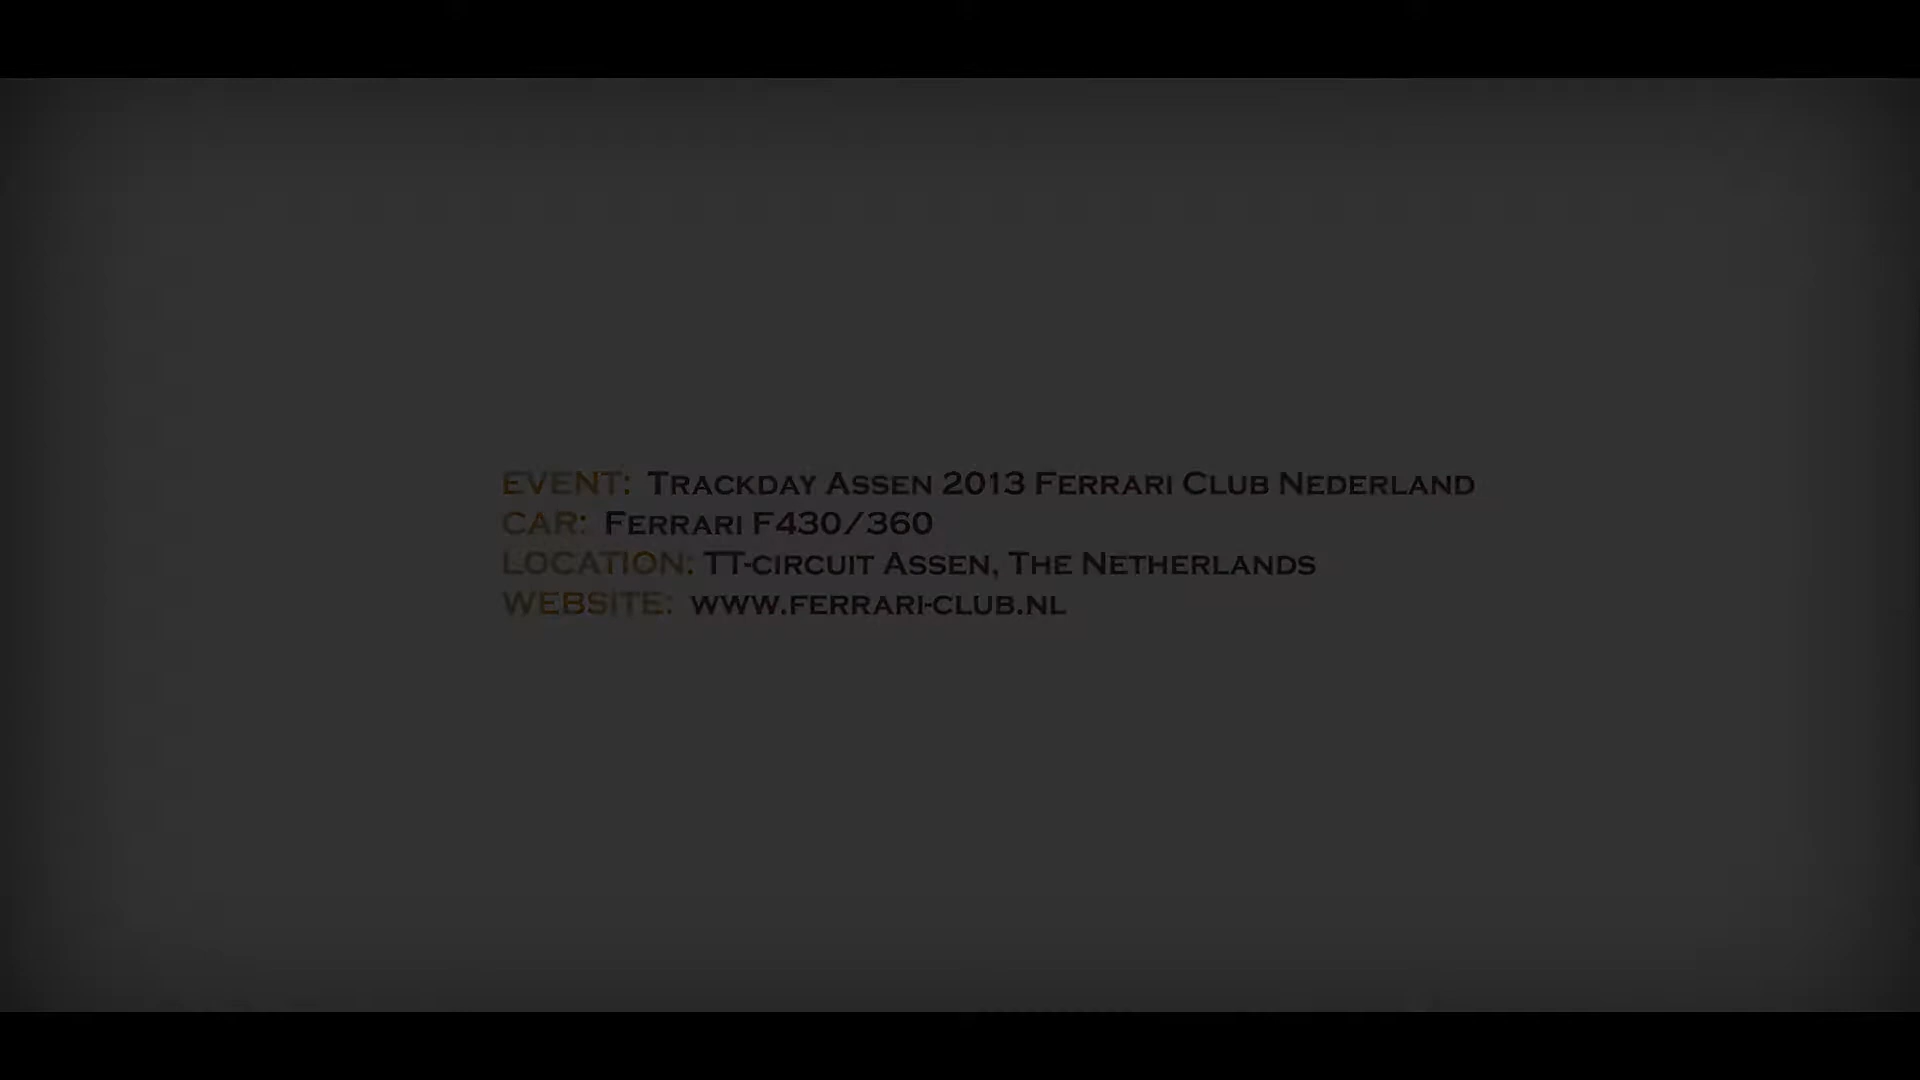 EVENT: Trackday Assen 2013 Ferrari Club Nederland
CAR: Ferrari F430/360
LOCATION: TT-circuit Assen, The Netherlands
WEBSITE: www.ferrari-club.nl